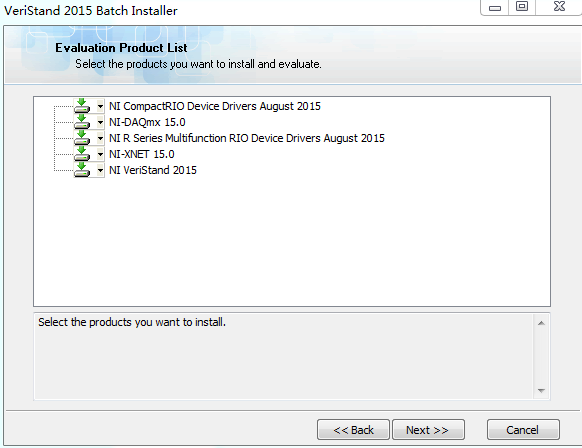 VeriStand 2015 Batch Installer
Evaluation Product List
Select the products you want to install and evaluate.
NI CompactRIO Device Drivers August 2015
NI-DAQmx 15.0
NI R Series Multifunction RIO Device Drivers August 2015
NI-XNET 15.0
NI VeriStand 2015
Select the products you want to install.
<< Back
Next >>
Cancel